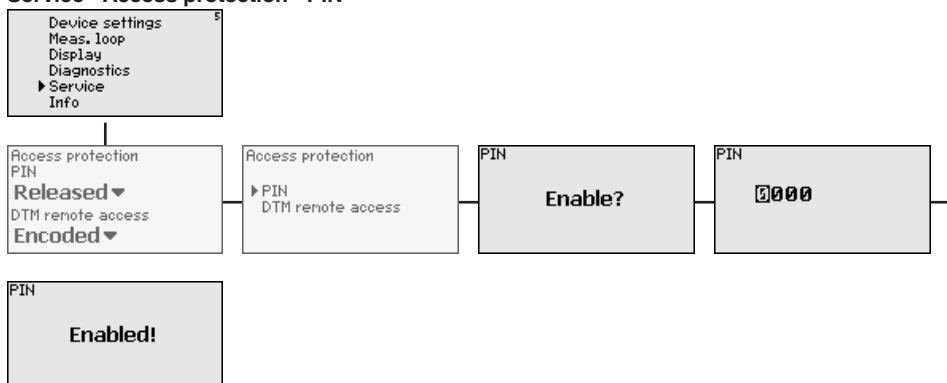 Service - Access protection - PIN
Device settings
5
Meas. loop
Display
Diagnostics
Service
Info
Access protection
PIN
Released
DTM remote access
Encoded
Access protection
PIN
DTM remote access
PIN
Enable?
PIN
0000
PIN
Enabled!